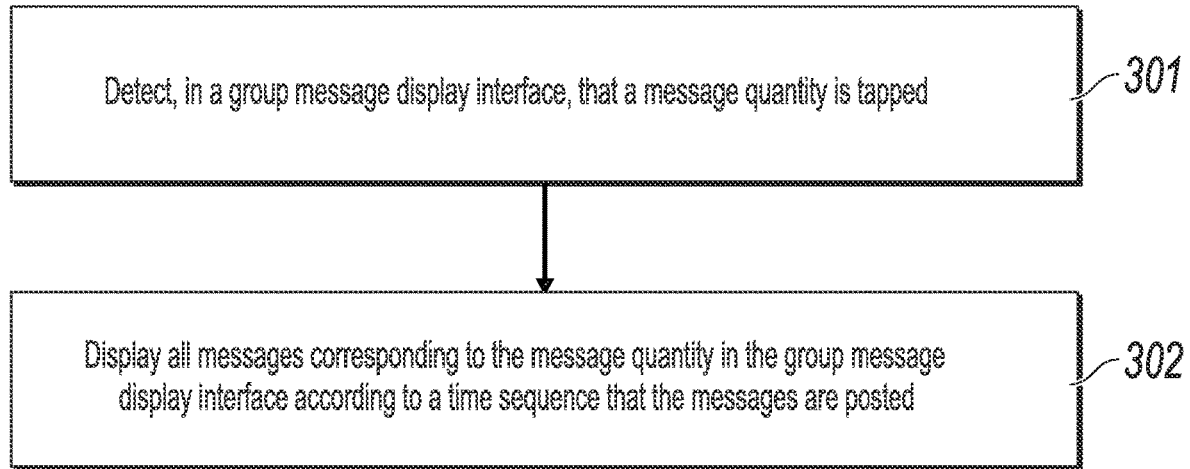 Detect, in a group message display interface, that a message quantity is tapped
301
Display all messages corresponding to the message quantity in the group message
display interface according to a time sequence that the messages are posted
302